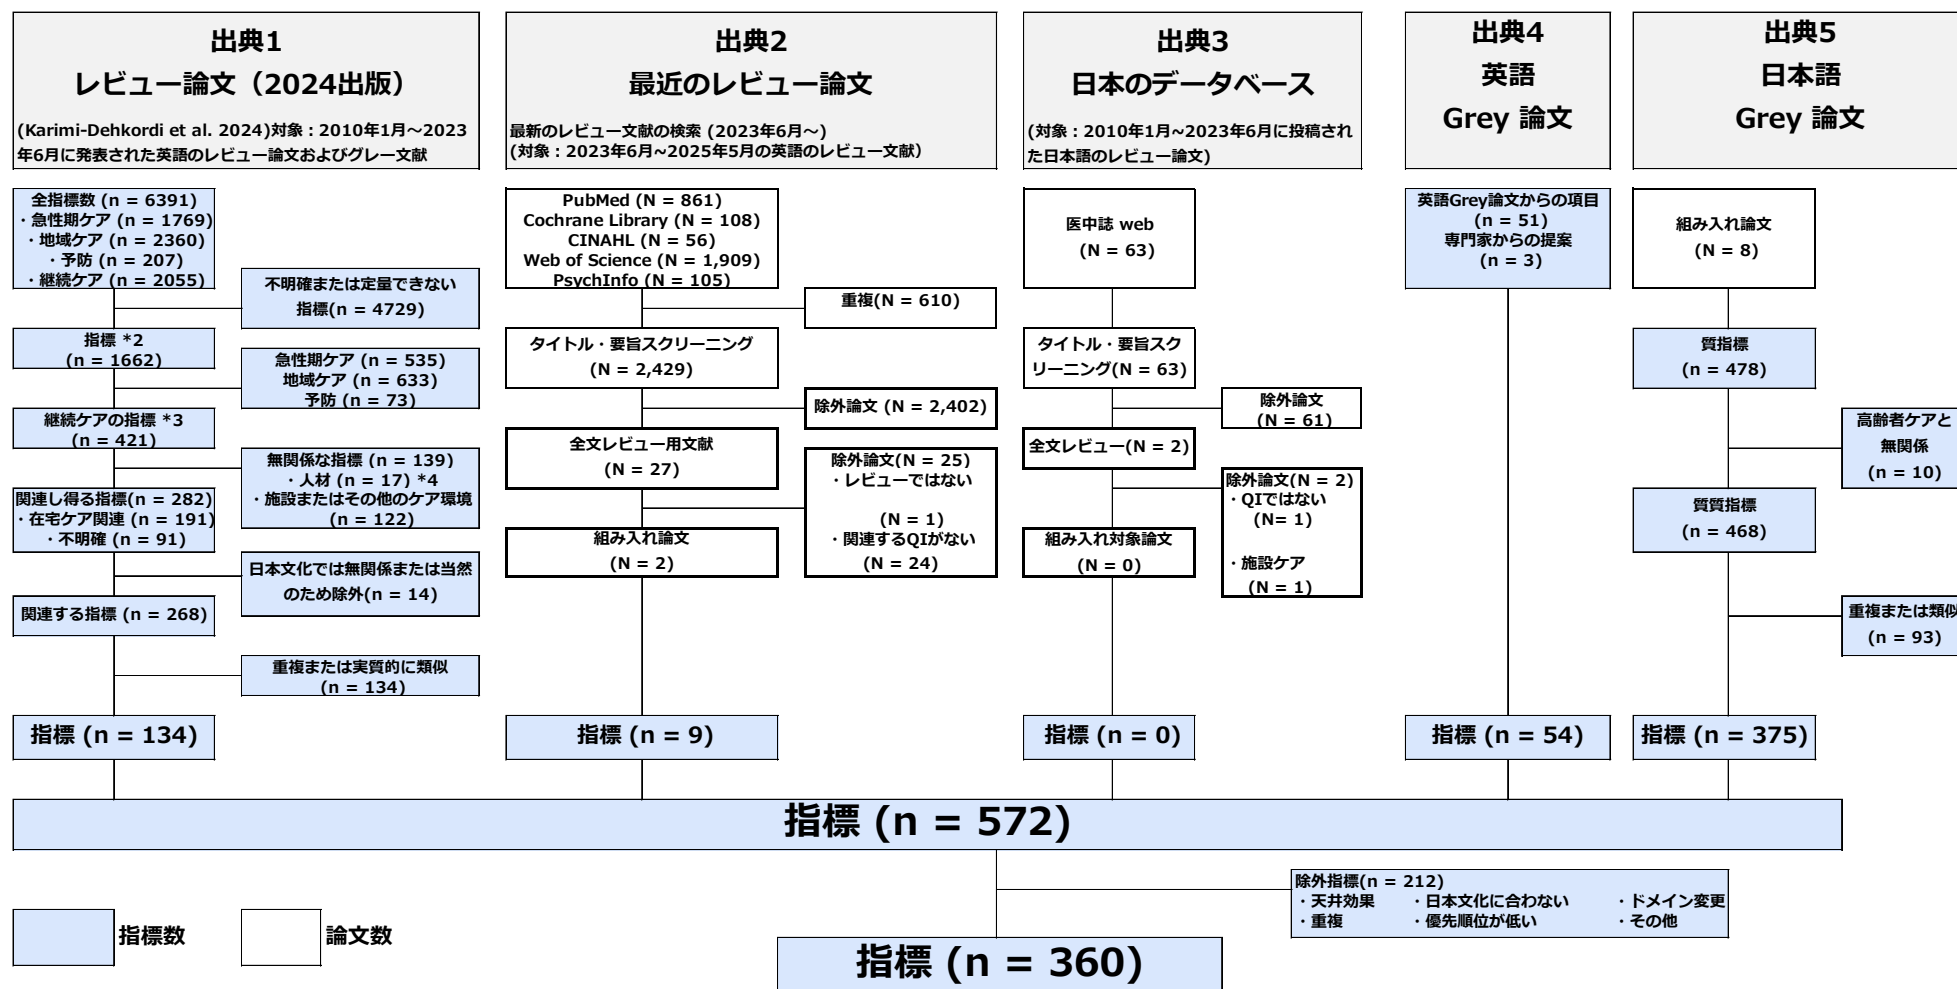 出典1
レビュー論文（2024出版）
(Karimi-Dehkordi et al. 2024)対象：2010年1月～2023
年6月に発表された英語のレビュー論文およびグレー文献
全指標数 (n = 6391)
・急性期ケア (n = 1769)
・地域ケア (n = 2360)
・予防 (n = 207)
・継続ケア (n = 2055)
不明確または定量できない
指標(n = 4729)
指標 *2
(n = 1662)
急性期ケア (n = 535)
地域ケア (n = 633)
予防 (n = 73)
継続ケアの指標 *3
(n = 421)
無関係な指標 (n = 139)
・人材 (n = 17) *4
・施設またはその他のケア環境
(n = 122)
関連し得る指標(n = 282)
・在宅ケア関連 (n = 191)
・不明確 (n = 91)
日本文化では無関係または当然
のため除外(n = 14)
関連する指標 (n = 268)
重複または実質的に類似
(n = 134)
指標 (n = 134)
出典2
最近のレビュー論文
最新のレビュー文献の検索 (2023年6月～)
(対象：2023年6月~2025年5月の英語のレビュー文献）
PubMed (N = 861)
Cochrane Library (N = 108)
CINAHL (N = 56)
Web of Science (N = 1,909)
PsychInfo (N = 105)
重複(N = 610)
タイトル・要旨スクリーニング
(N = 2,429)
除外論文 (N = 2,402)
全文レビュー用文献
(N = 27)
除外論文(N = 25)
・レビューではない
(N = 1)
・関連するQIがない
(N = 24)
組み入れ論文
(N = 2)
指標 (n = 9)
出典3
日本のデータベース
(対象：2010年1月~2023年6月に投稿され
た日本語のレビュー論文)
医中誌 web
(N = 63)
タイトル・要旨スク
リーニング(N = 63)
除外論文
(N = 61)
全文レビュー(N = 2)
除外論文(N = 2)
・QIではない
(N= 1)
・施設ケア
(N = 1)
組み入れ対象論文
(N = 0)
指標 (n = 0)
出典4
英語
Grey 論文
英語Grey論文からの項目
(n = 51)
専門家からの提案
(n = 3)
指標 (n = 54)
出典5
日本語
Grey 論文
組み入れ論文
(N = 8)
質指標
(n = 478)
高齢者ケアと
無関係
(n = 10)
質質指標
(n = 468)
重複または類似
(n = 93)
指標 (n = 375)
指標 (n = 572)
除外指標(n = 212)
・天井効果 ・日本文化に合わない ・ドメイン変更
・重複 ・優先順位が低い ・その他
指標 (n = 360)
指標数
論文数